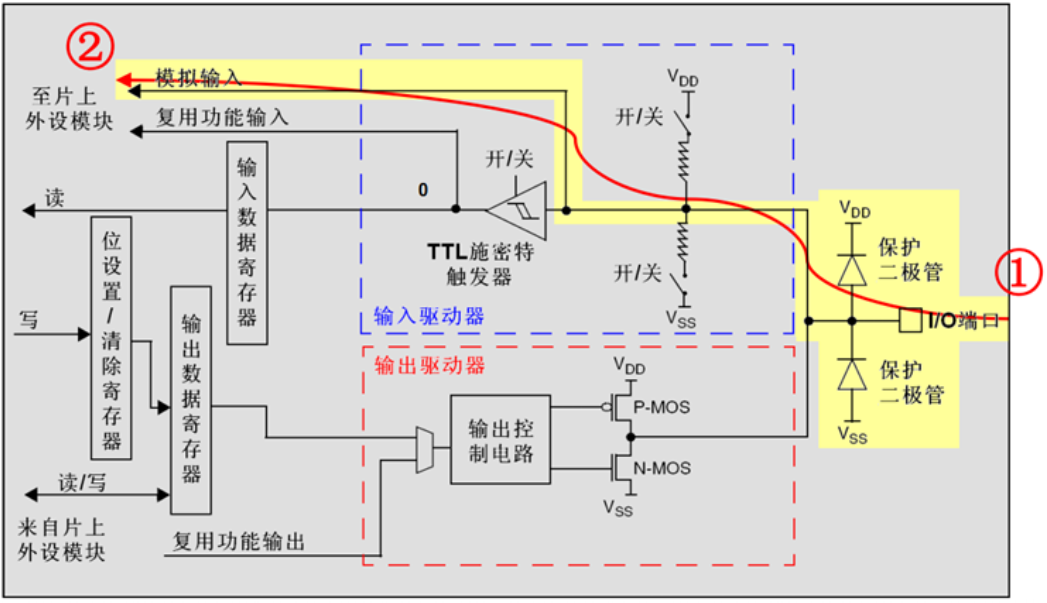 ②
模拟输入
至片上
外设模块
复用功能输入
VDD
开/关
开/关
0
读
输入数据寄存器
TTL施密特
触发器
开/关
VSS
输入驱动器
VDD
保护
二极管
①
I/O端口
保护
二极管
VSS
位设置/清除寄存器
写
输出数据寄存器
输出驱动器
VDD
P-MOS
输出控
制电路
N-MOS
VSS
读/写
来自片上
外设模块
复用功能输出